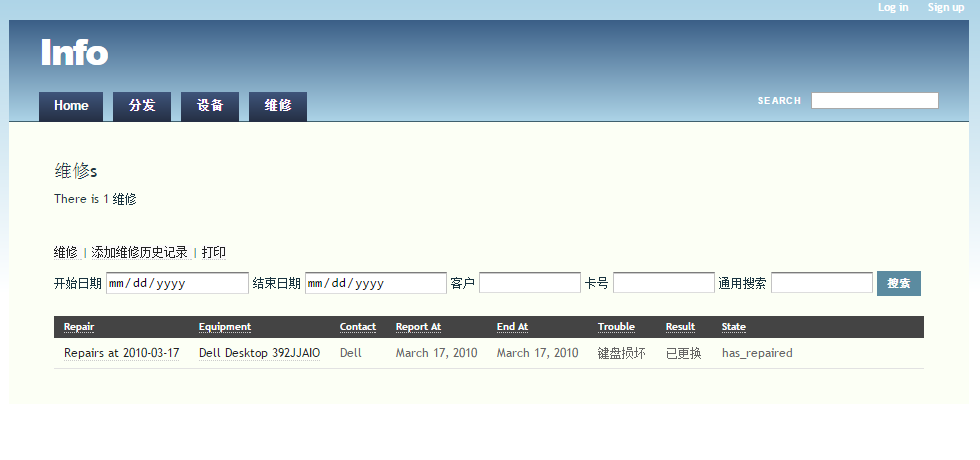 Log in Sign up
Info
Home 分发 设备 维修 SEARCH
维修s
There is 1 维修
维修 | 添加维修历史记录 | 打印
开始日期 mm/dd/yyyy 结束日期 mm/dd/yyyy 客户 卡号 通用搜索 搜索
Repair Equipment Contact Report At End At Trouble Result State
Repairs at 2010-03-17 Dell Desktop 392JJAIO Dell March 17, 2010 March 17, 2010 键盘损坏 已更换 has_repaired